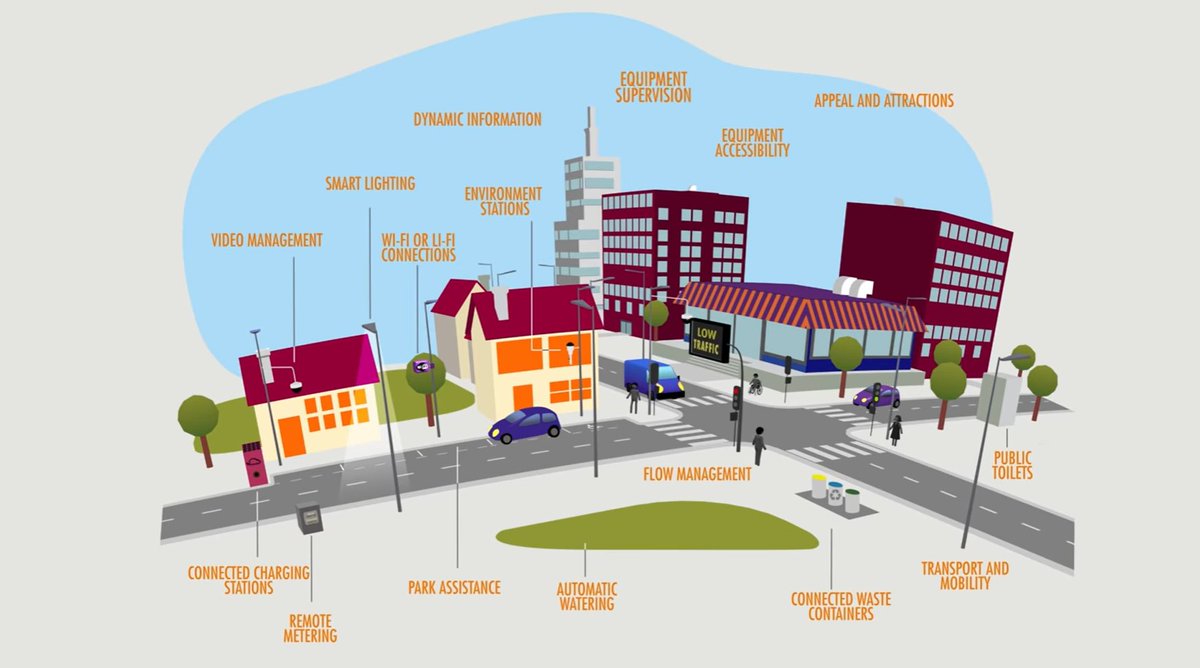 EQUIPMENT
SUPERVISION
APPEAL AND ATTRACTIONS
DYNAMIC INFORMATION
EQUIPMENT
ACCESSIBILITY
SMART LIGHTING
ENVIRONMENT
STATIONS
VIDEO MANAGEMENT
WI-FI OR LI-FI
CONNECTIONS
LOW
TRAFFIC
FLOW MANAGEMENT
PUBLIC
TOILETS
CONNECTED CHARGING
STATIONS
REMOTE
METERING
PARK ASSISTANCE
AUTOMATIC
WATERING
CONNECTED WASTE
CONTAINERS
TRANSPORT AND
MOBILITY